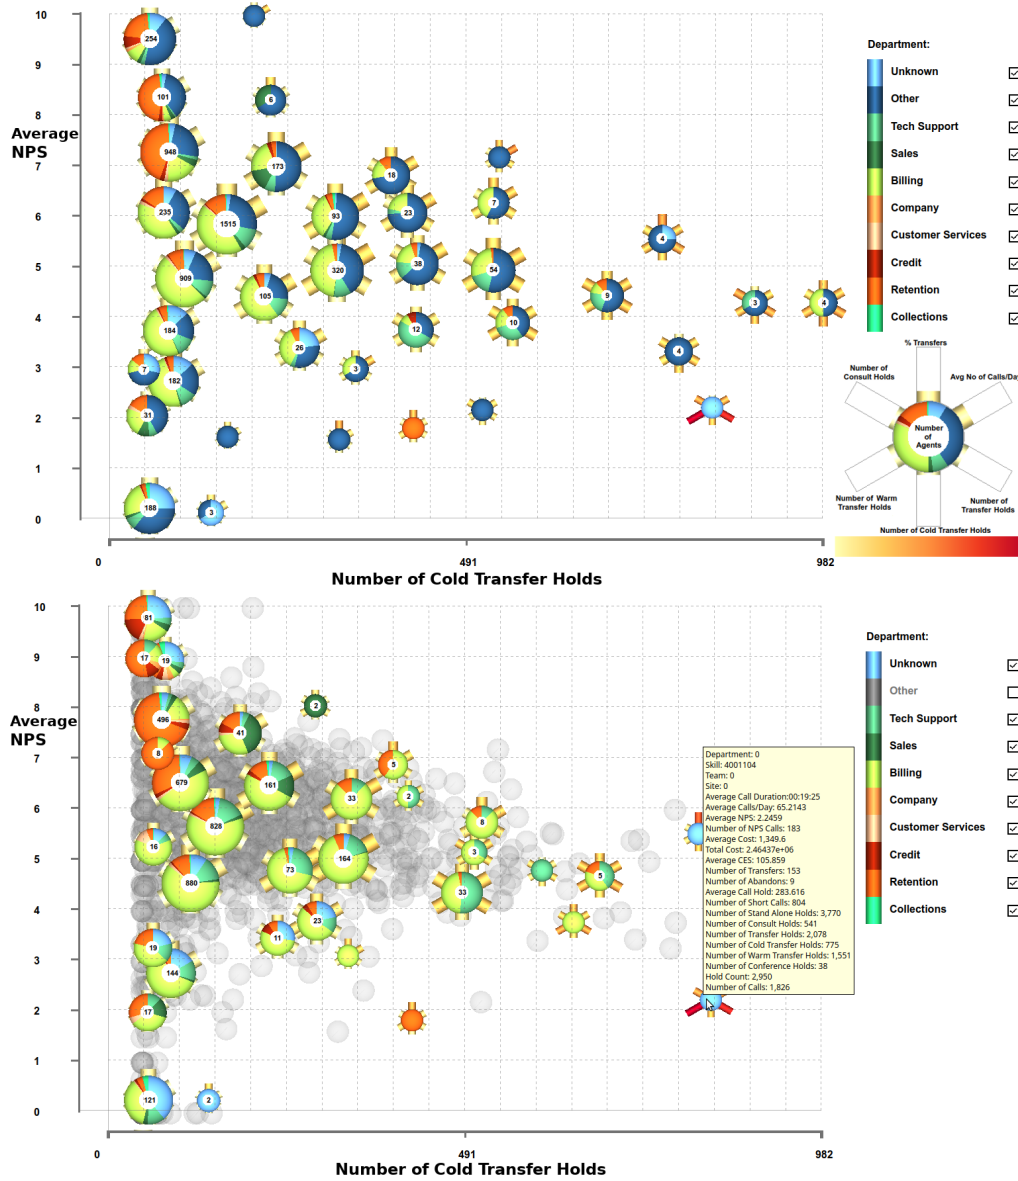 10
9
8
7
6
5
4
3
2
1
0
Average
NPS
254
101
6
948
173
18
235
1515
93
23
7
4
909
105
320
38
54
9
3
4
184
26
12
10
4
7
182
3
31
188
3
0
491
982
Number of Cold Transfer Holds
Department:
Unknown
Other
Tech Support
Sales
Billing
Company
Customer Services
Credit
Retention
Collections
% Transfers
Number of
Consult Holds
Avg No of Calls/Day
Number
of
Agents
Number of Warm
Transfer Holds
Number of
Transfer Holds
Number of Cold Transfer Holds
10
9
8
7
6
5
4
3
2
1
0
Average
NPS
81
17
19
496
41
2
8
679
161
33
5
2
828
8
16
880
73
164
3
33
5
19
11
23
144
17
121
2
0
491
982
Number of Cold Transfer Holds
Department: 0
Skill: 4001104
Team: 0
Site: 0
Average Call Duration:00:19:25
Average Calls/Day: 65.2143
Average NPS: 2.2459
Number of NPS Calls: 183
Average Cost: 1,349.6
Total Cost: 2.46437e+06
Average CES: 105.859
Number of Transfers: 153
Number of Abandons: 9
Average Call Hold: 283.616
Number of Short Calls: 804
Number of Stand Alone Holds: 3,770
Number of Consult Holds: 541
Number of Transfer Holds: 2,078
Number of Cold Transfer Holds: 775
Number of Warm Transfer Holds: 1,551
Number of Conference Holds: 38
Hold Count: 2,950
Number of Calls: 1,826
Department:
Unknown
Other
Tech Support
Sales
Billing
Company
Customer Services
Credit
Retention
Collections